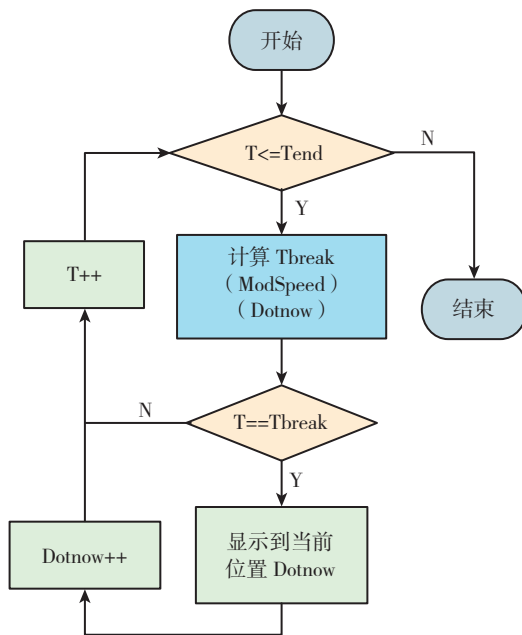 开始
T<=Tend
N
Y
T++
计算 Tbreak
（ModSpeed）
（Dotnow）
结束
N
T==Tbreak
Y
Dotnow++
显示到当前
位置 Dotnow